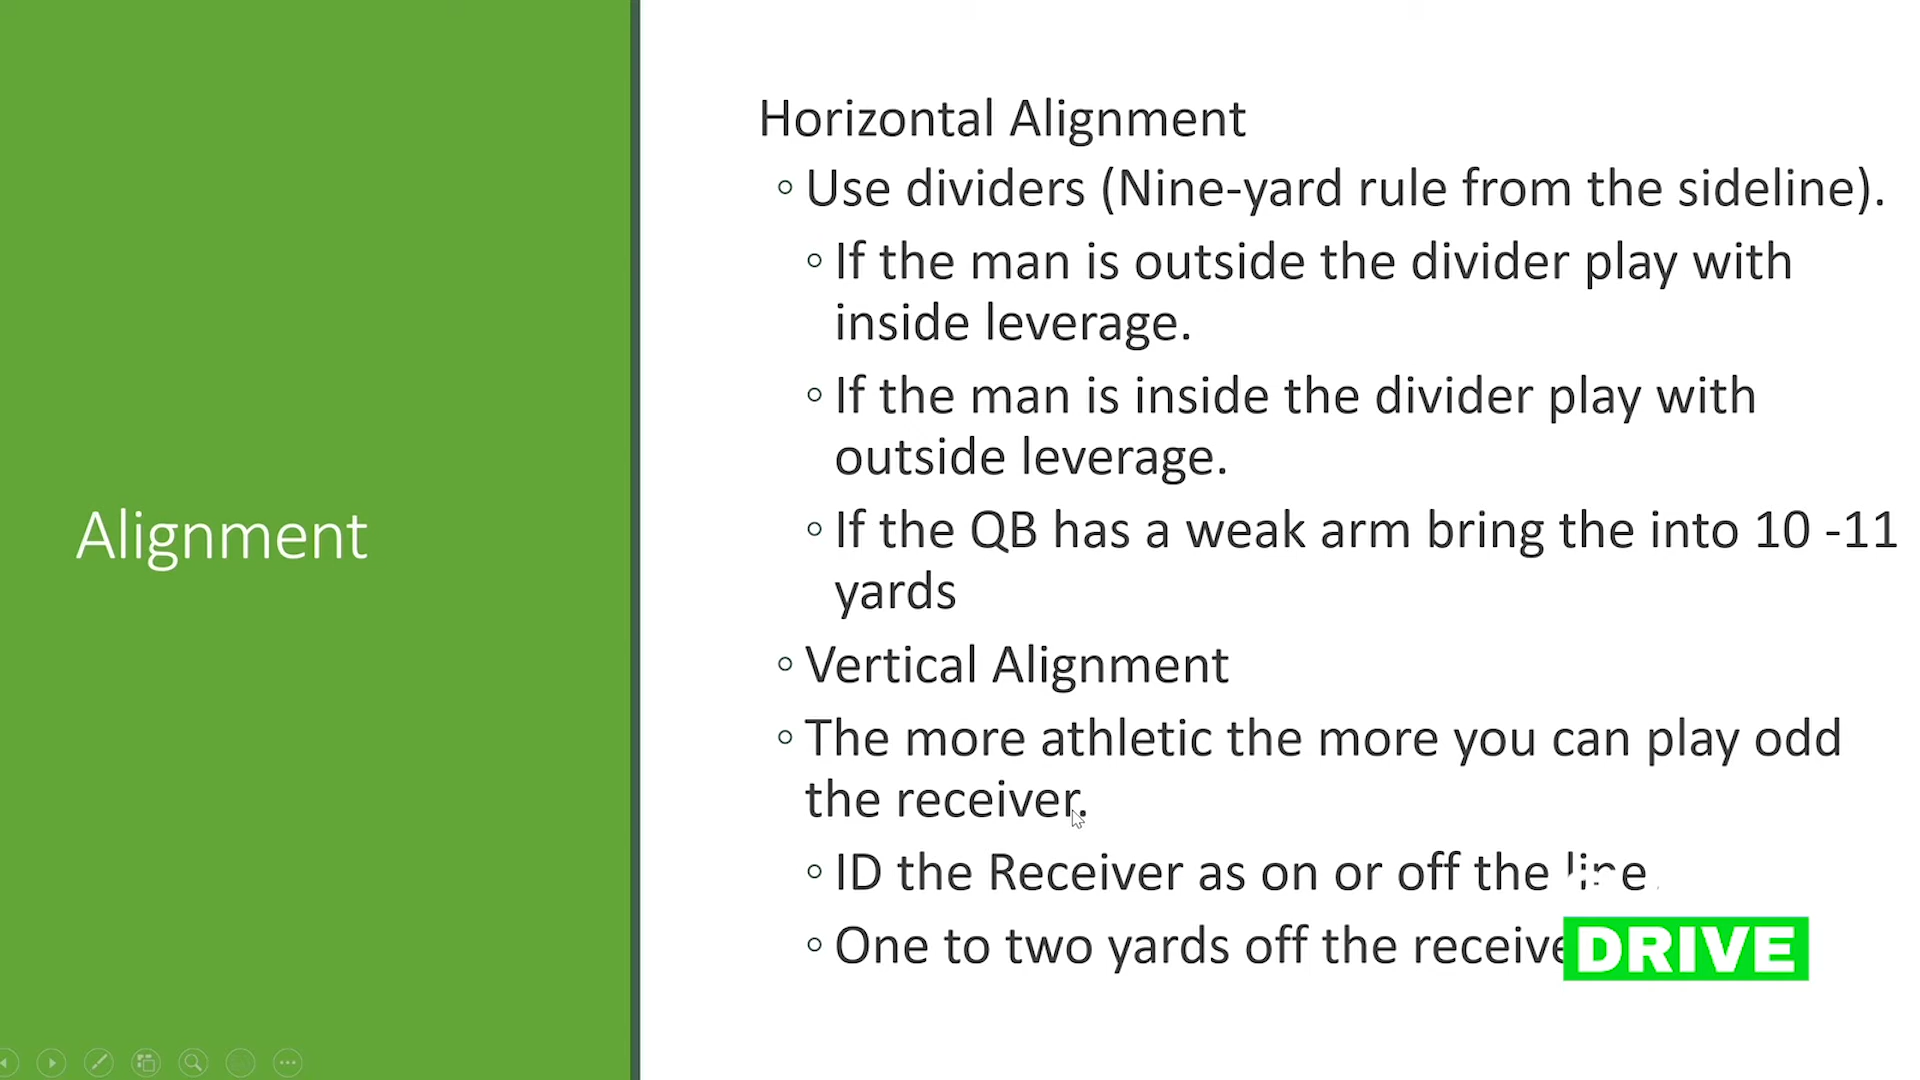 Horizontal Alignment
◦ Use dividers (Nine-yard rule from the sideline).
◦ If the man is outside the divider play with
inside leverage.
◦ If the man is inside the divider play with
outside leverage.
◦ If the QB has a weak arm bring the into 10 -11
yards
Alignment
◦ Vertical Alignment
◦ The more athletic the more you can play odd
the receiver.
◦ ID the Receiver as on or off the line
◦ One to two yards off the
DRIVE